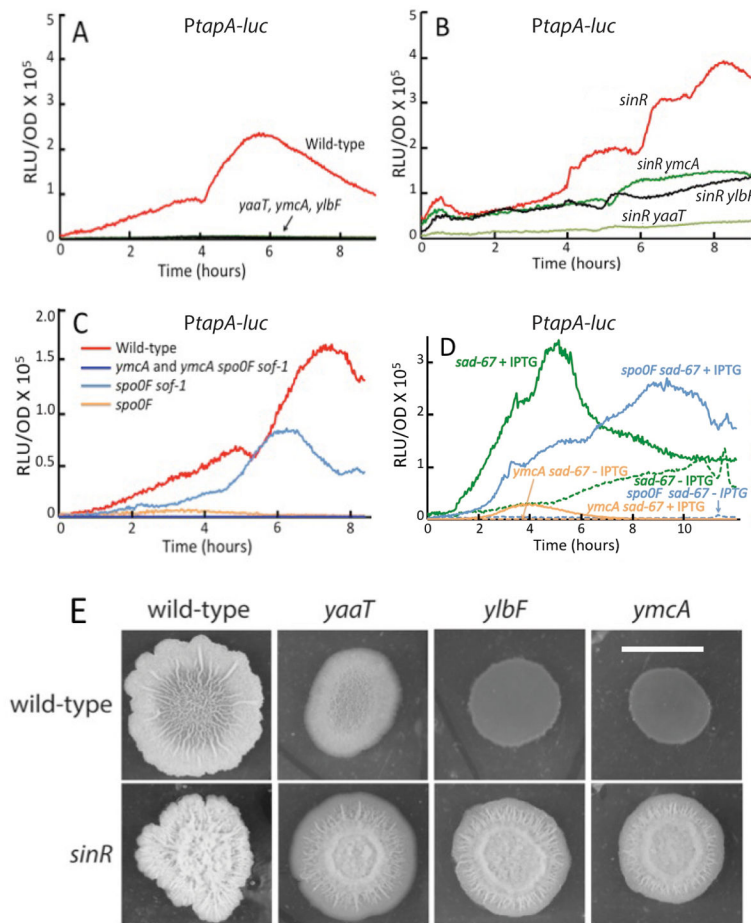 A
PtapA-luc
5
4
3
2
1
0
RLU/OD X 10⁵
Wild-type
yaaT, ymcA, ylbF
0 2 4 6 8
Time (hours)
B
PtapA-luc
5
4
3
2
1
0
RLU/OD X 10⁵
sinR
sinR ymcA
sinR ylbF
sinR yaaT
0 2 4 6 8
Time (hours)
C
PtapA-luc
2.0
1.5
1.0
0.5
0
RLU/OD X 10⁵
Wild-type
ymcA and ymcA spo0F sof-1
spo0F sof-1
spo0F
0 2 4 6 8
Time (hours)
D
PtapA-luc
3
2
1
0
RLU/OD X 10⁵
sad-67 + IPTG
spo0F sad-67 + IPTG
ymcA sad-67 - IPTG
sad-67 - IPTG
spo0F sad-67 - IPTG
ymcA sad-67 + IPTG
0 2 4 6 8 10
Time (hours)
E
wild-type yaaT ylbF ymcA
wild-type
sinR